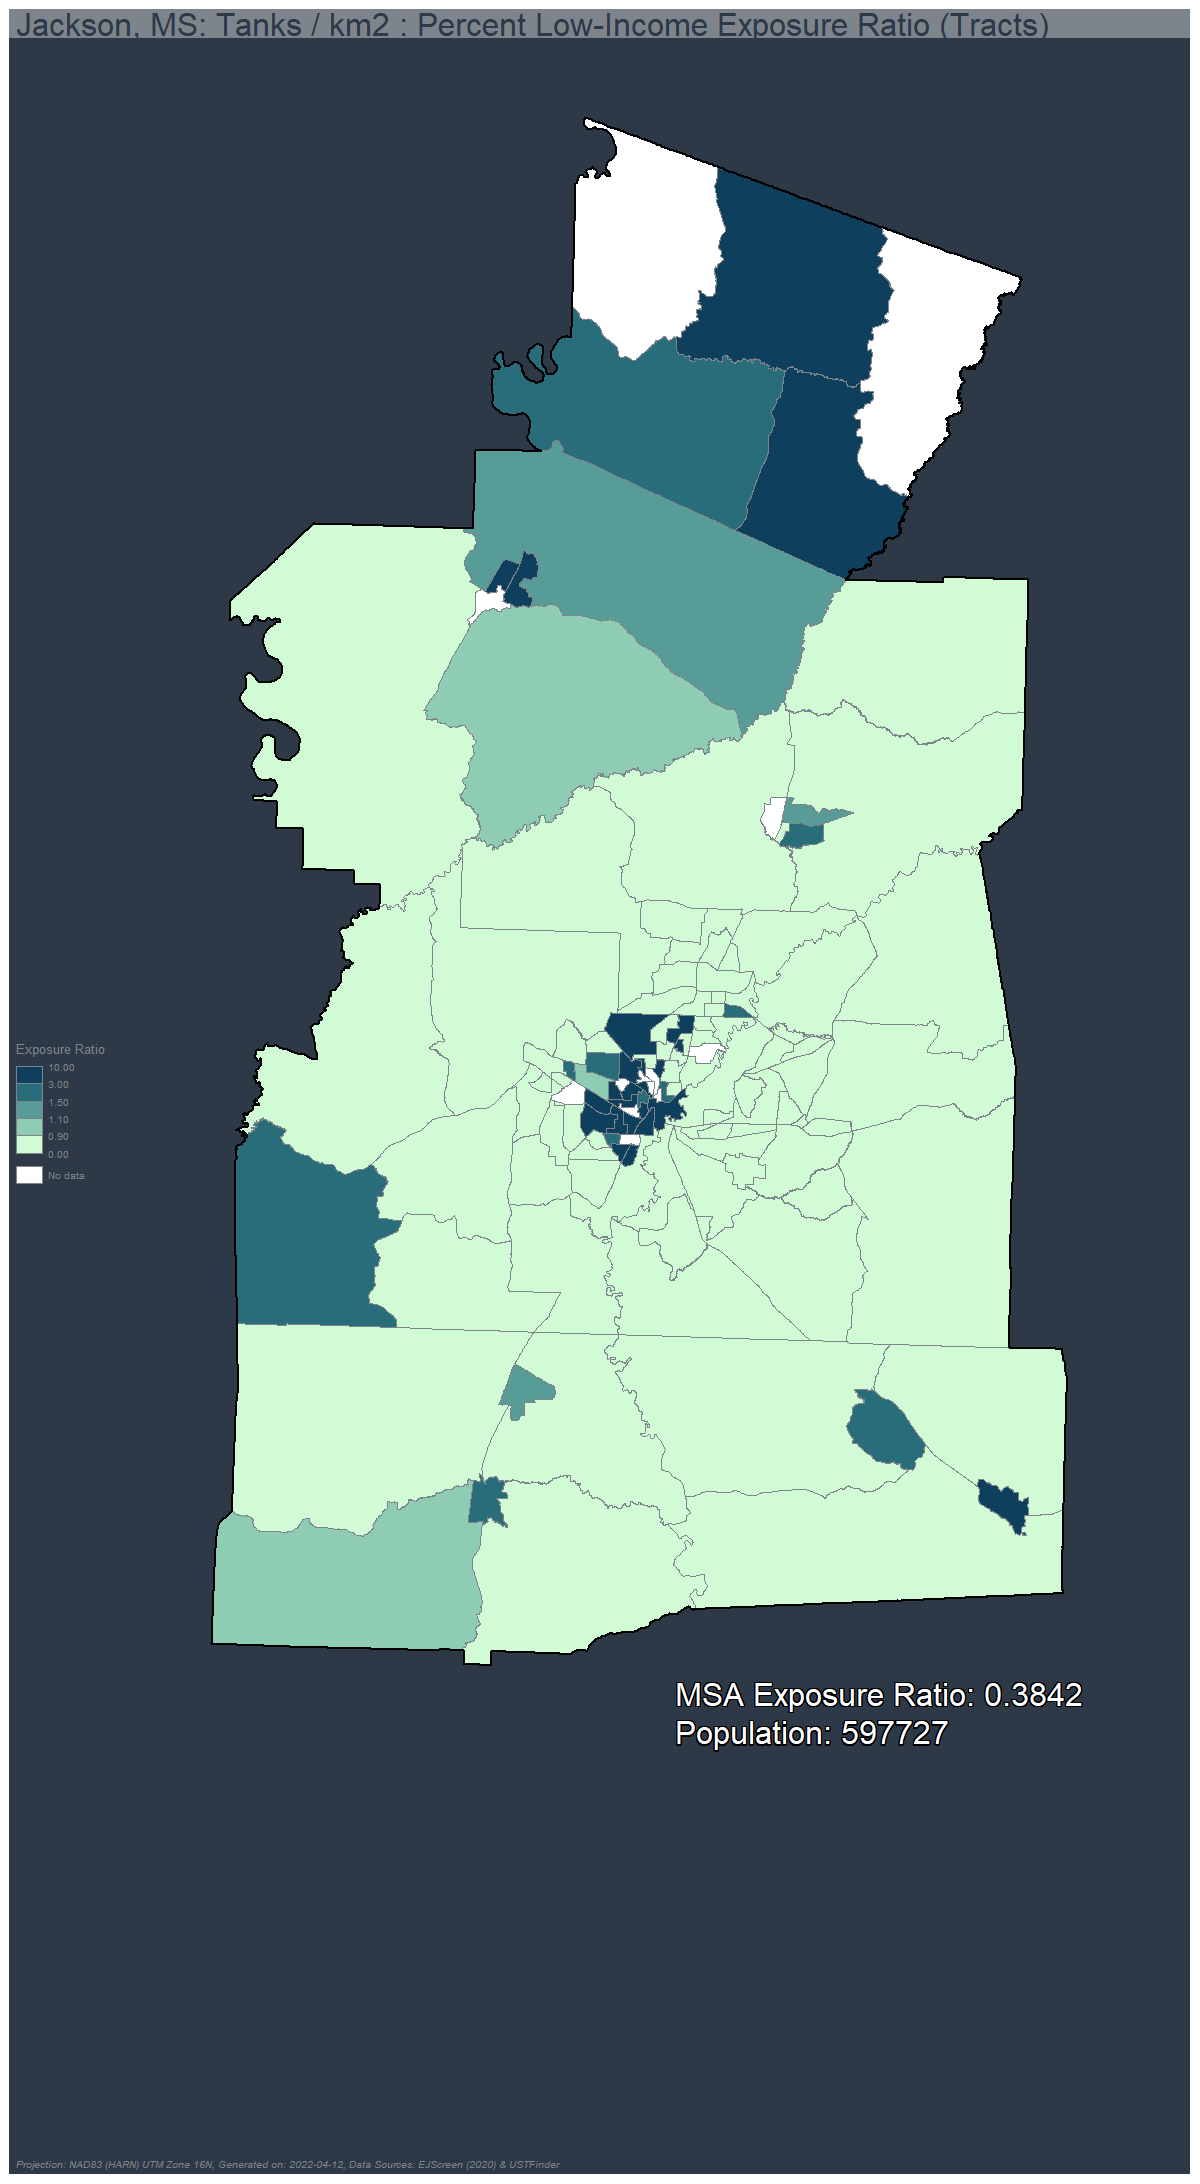 Jackson, MS: Tanks / km2 : Percent Low-Income Exposure Ratio (Tracts)
Exposure Ratio
10.00
3.00
1.50
1.10
0.90
0.00
No data
MSA Exposure Ratio: 0.3842
Population: 597727
Projection: NAD83 (HARN) UTM Zone 16N, Generated on: 2022-04-12, Data Sources: EJScreen (2020) & USTFinder